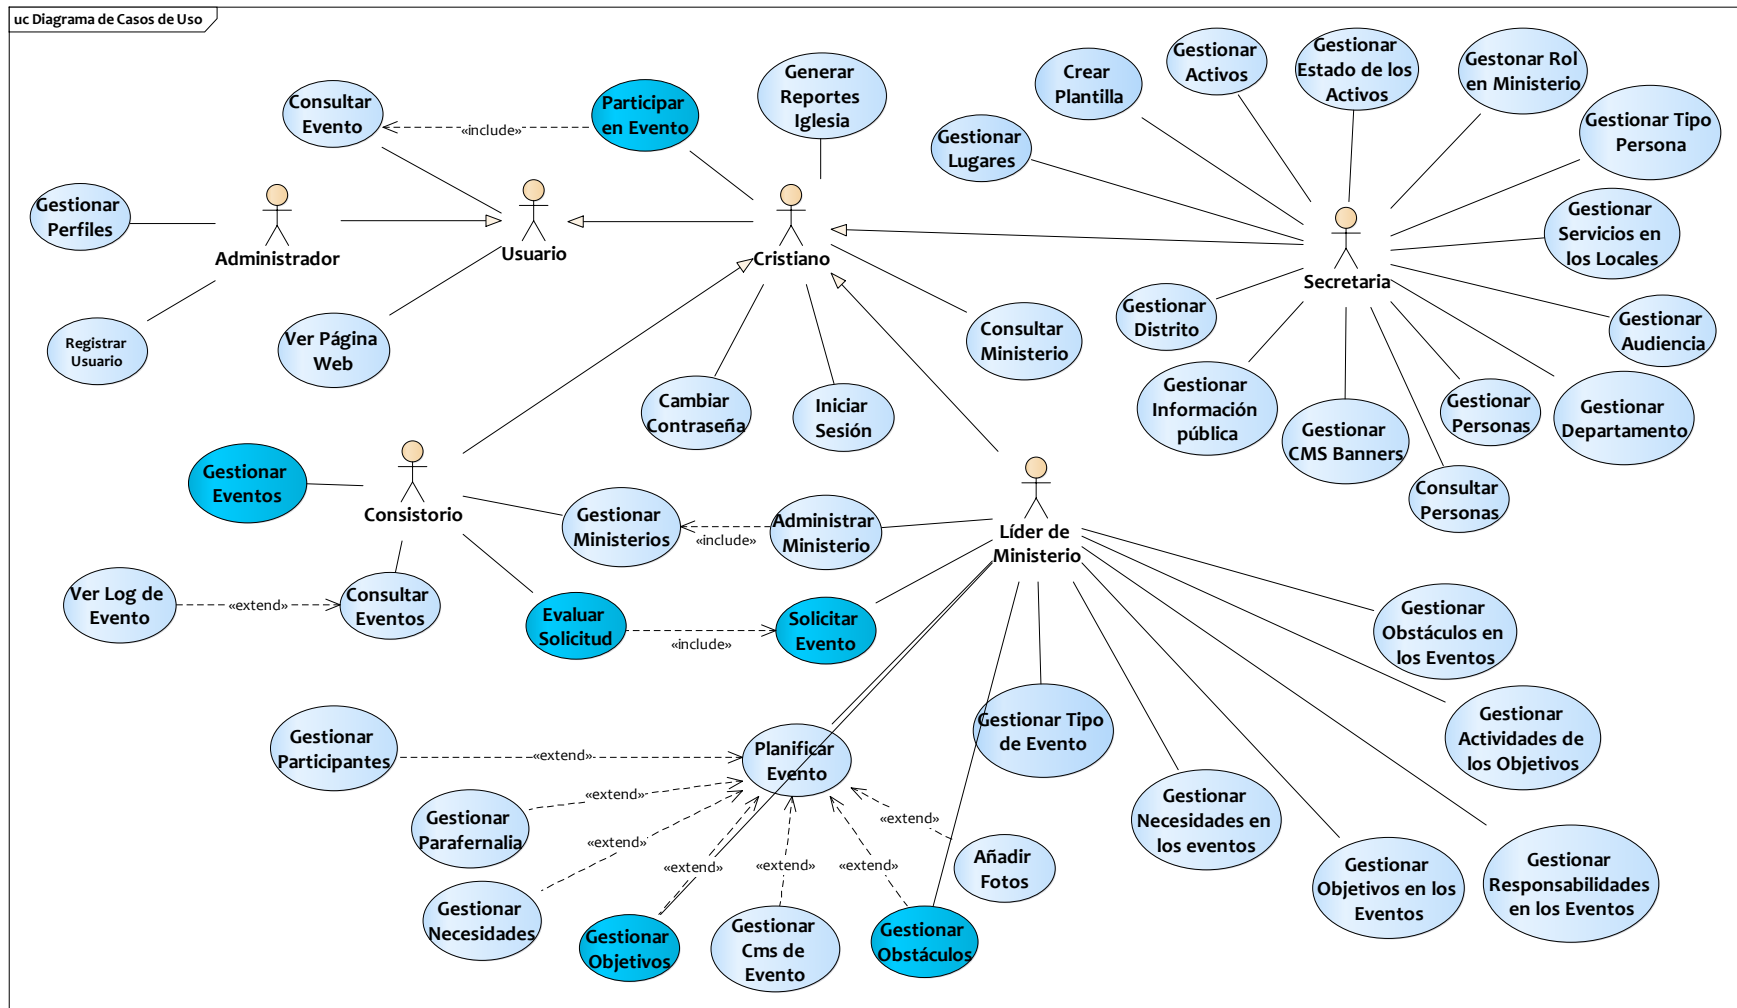 uc Diagrama de Casos de Uso
Consultar
Evento
«include»
Participar
en Evento
Generar
Reportes
Iglesia
Gestionar
Lugares
Crear
Plantilla
Gestionar
Activos
Gestionar
Estado de los
Activos
Gestonar Rol
en Ministerio
Gestionar Tipo
Persona
Gestionar
Perfiles
Administrador
Usuario
Cristiano
Secretaria
Gestionar
Servicios en
los Locales
Registrar
Usuario
Ver Página
Web
Cambiar
Contraseña
Iniciar
Sesión
Consultar
Ministerio
Gestionar
Distrito
Gestionar
Información
pública
Gestionar
CMS Banners
Consultar
Personas
Gestionar
Personas
Gestionar
Departamento
Gestionar
Audiencia
Gestionar
Eventos
Consistorio
Gestionar
Ministerios
«include»
Administrar
Ministerio
Líder de
Ministerio
Ver Log de
Evento
«extend»
Consultar
Eventos
Evaluar
Solicitud
«include»
Solicitar
Evento
Gestionar
Obstáculos en
los Eventos
Gestionar
Participantes
«extend»
Planificar
Evento
Gestionar Tipo
de Evento
Gestionar
Actividades de
los Objetivos
Gestionar
Parafernalia
«extend»
«extend»
«extend»
«extend»
«extend»
«extend»
Gestionar
Necesidades
Gestionar
Objetivos
Gestionar
Cms de
Evento
Gestionar
Obstáculos
Añadir
Fotos
Gestionar
Necesidades en
los eventos
Gestionar
Objetivos en los
Eventos
Gestionar
Responsabilidades
en los Eventos